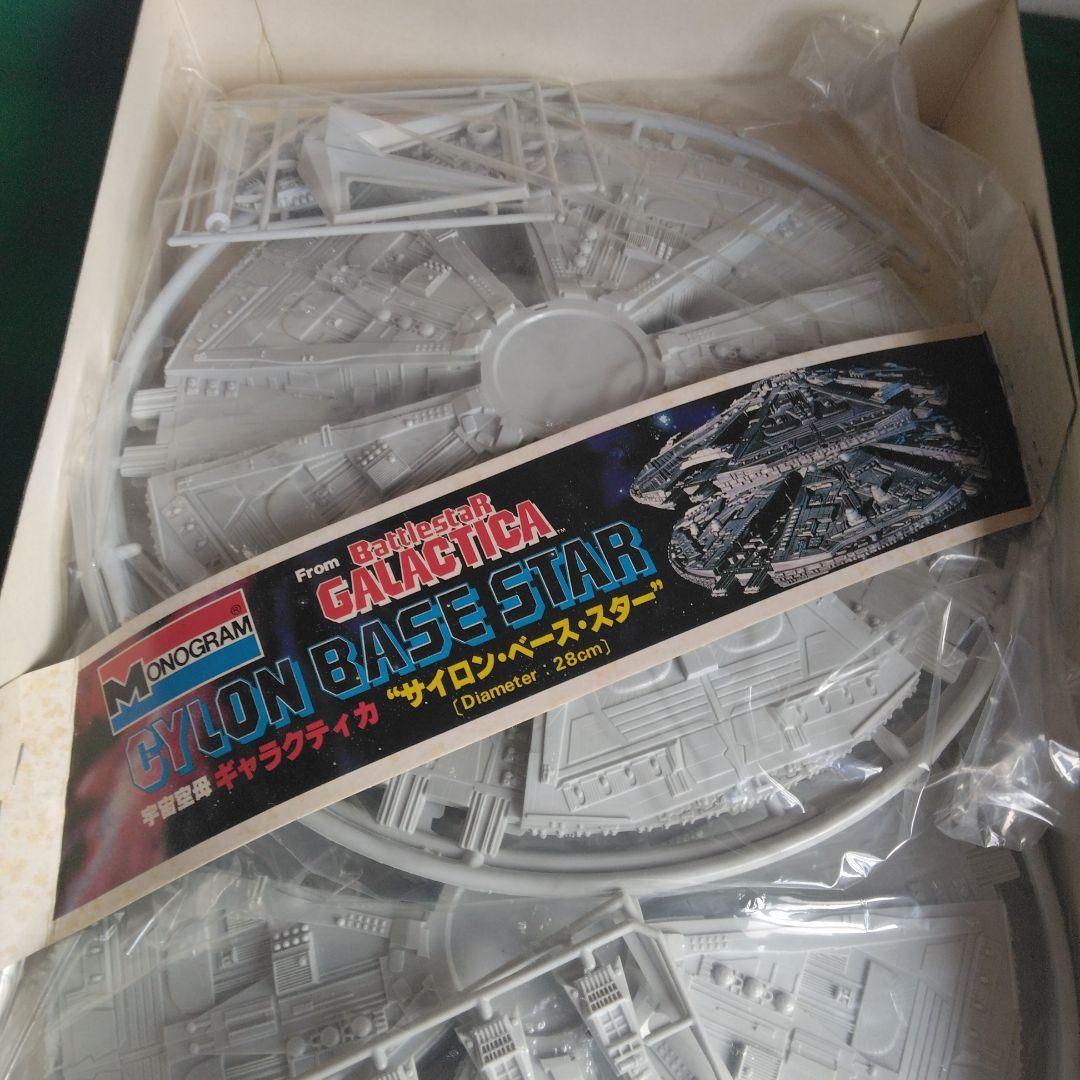 MONOGRAM®
From BattlestaR
GALACTICA™
CYLON BASE STAR
宇宙空母 ギャラクティカ “サイロン・ベース・スター”
〔Diameter : 28cm〕